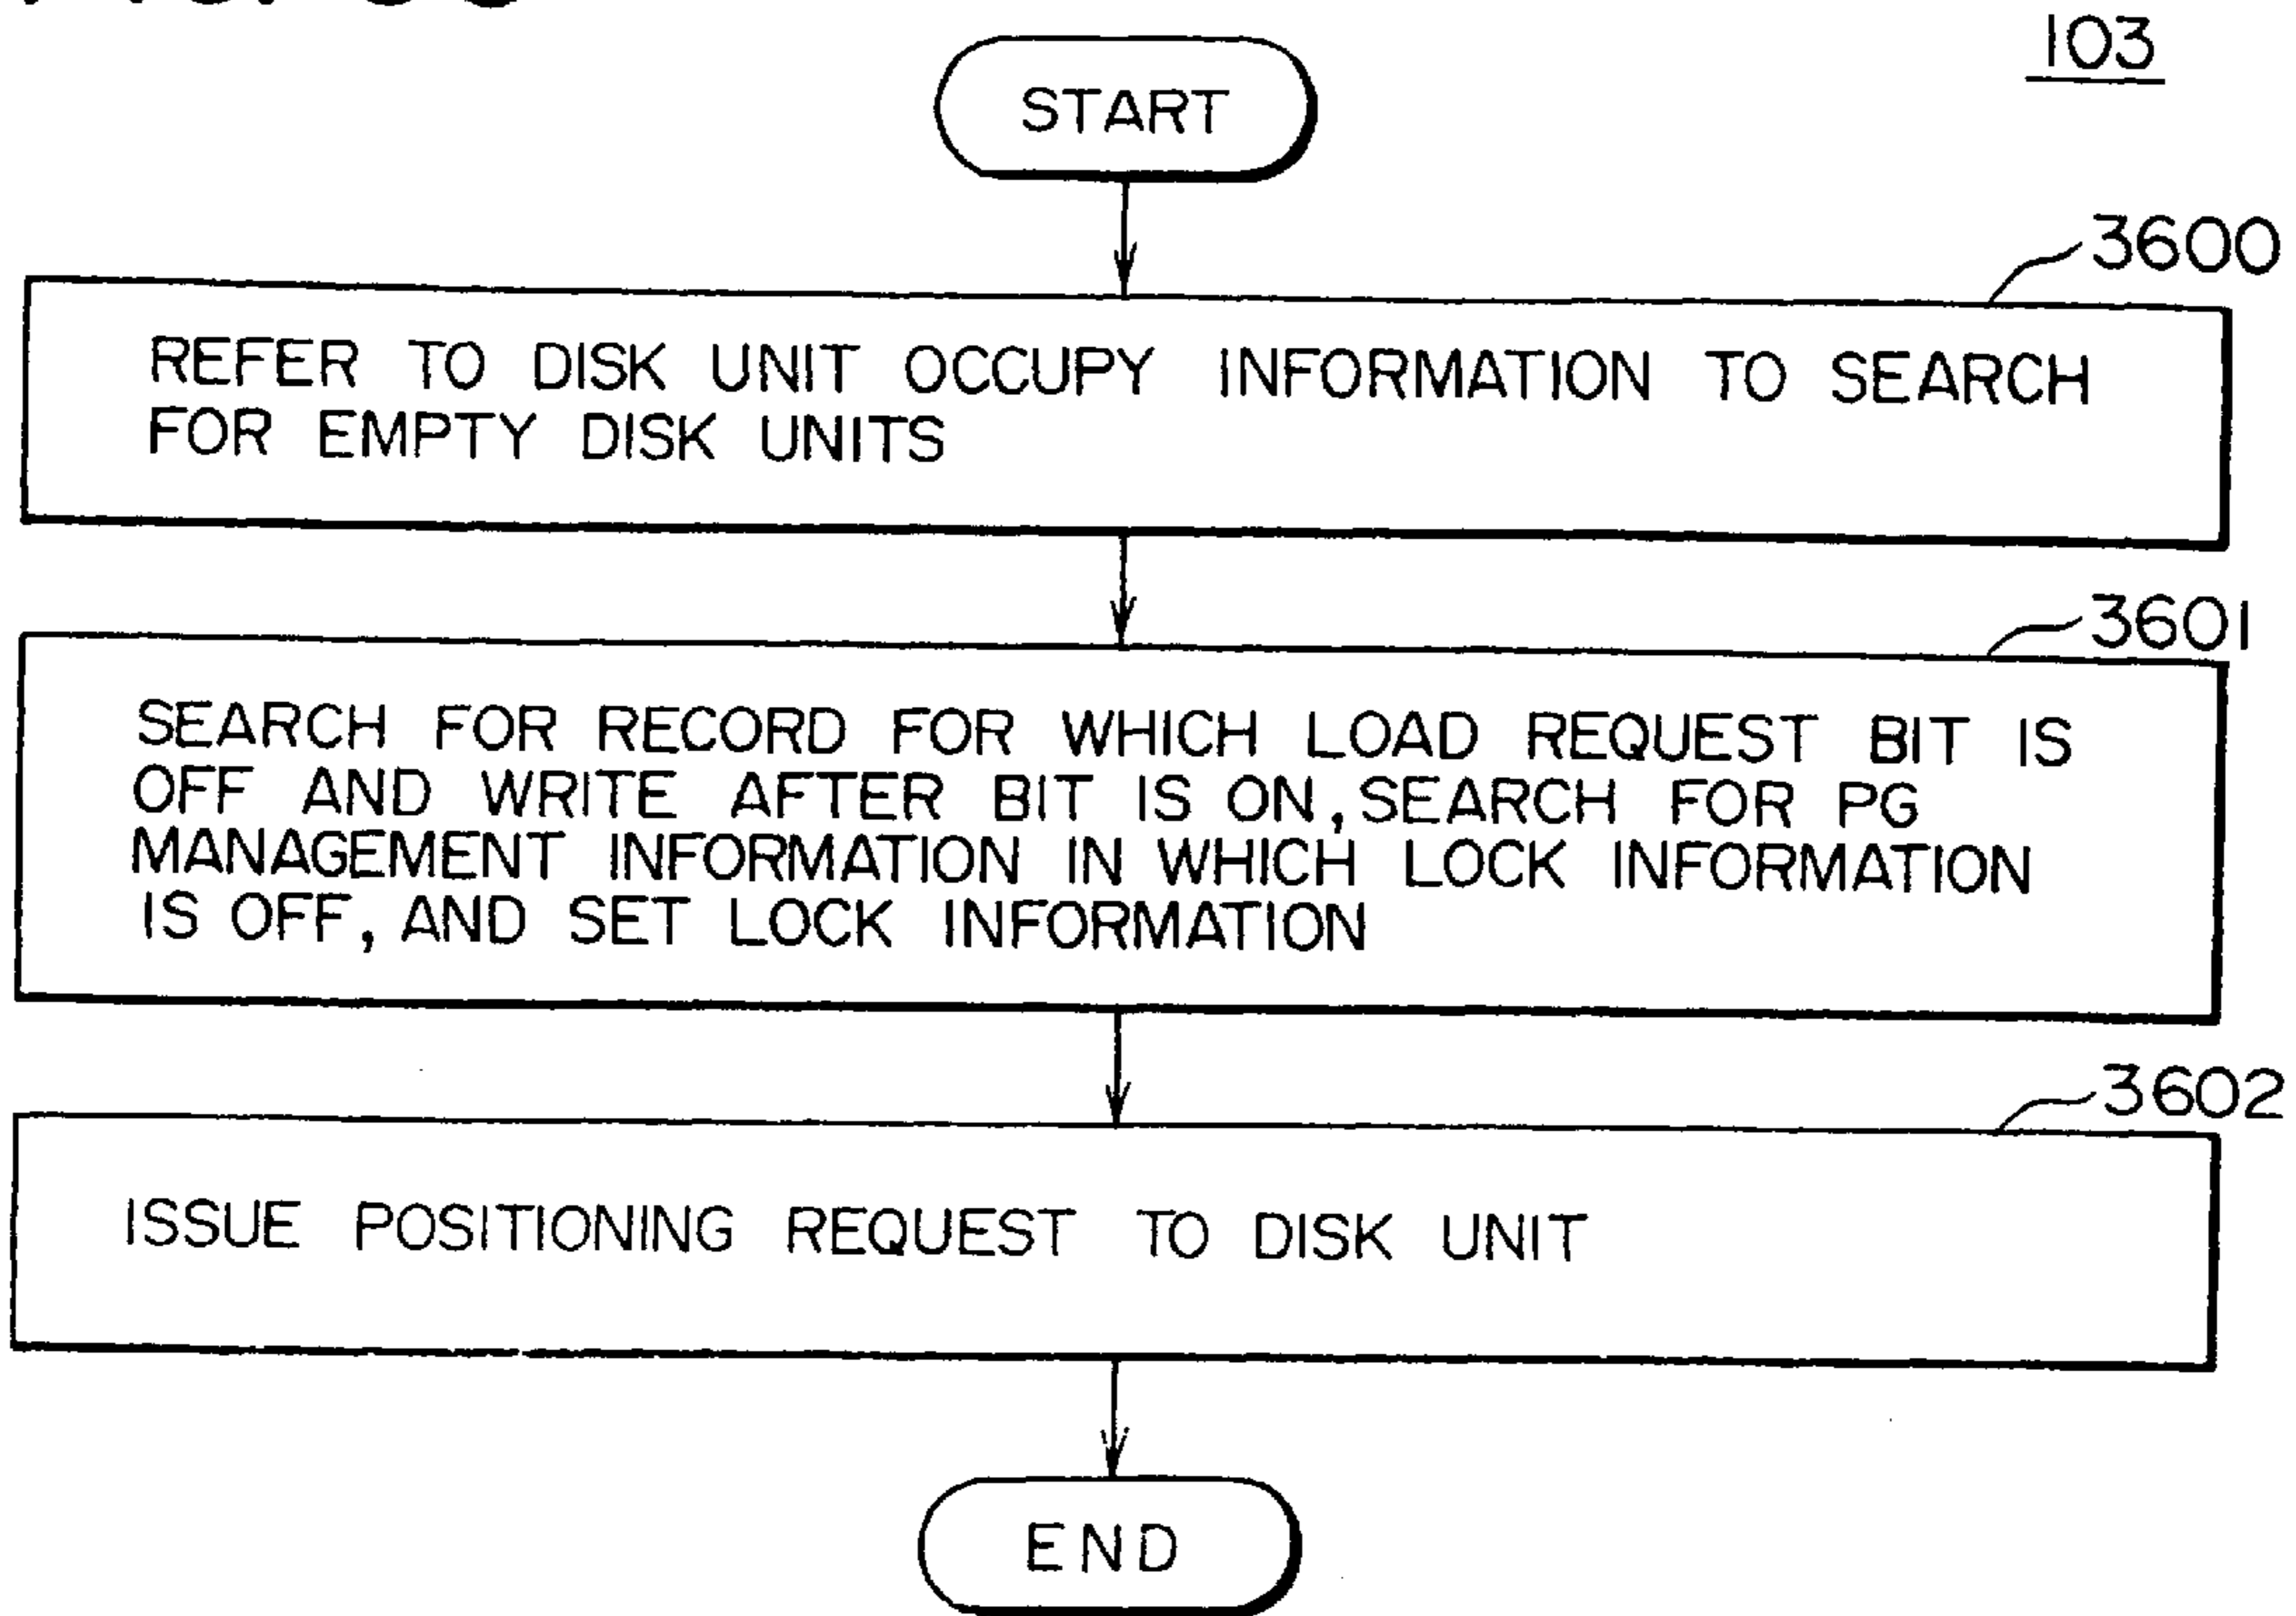 103
START
3600
REFER TO DISK UNIT OCCUPY INFORMATION TO SEARCH
FOR EMPTY DISK UNITS
3601
SEARCH FOR RECORD FOR WHICH LOAD REQUEST BIT IS
OFF AND WRITE AFTER BIT IS ON, SEARCH FOR PG
MANAGEMENT INFORMATION IN WHICH LOCK INFORMATION
IS OFF, AND SET LOCK INFORMATION
3602
ISSUE POSITIONING REQUEST TO DISK UNIT
END